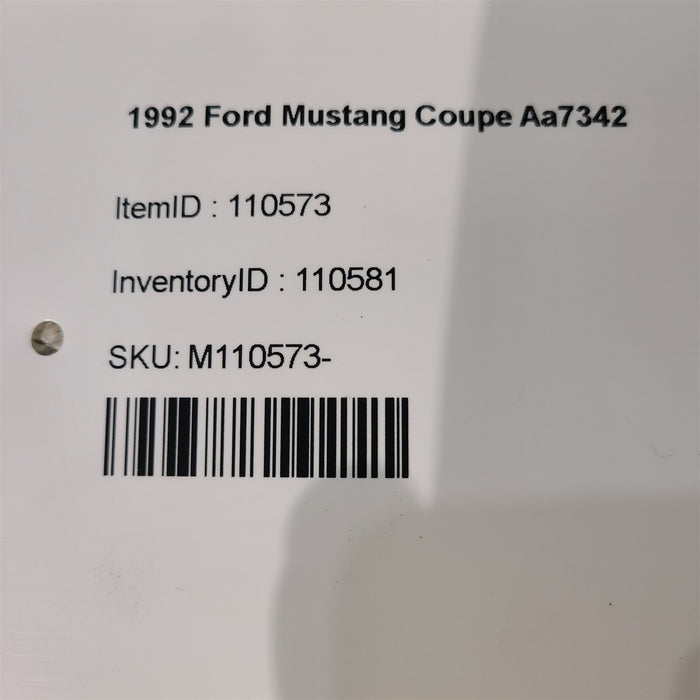 1992 Ford Mustang Coupe Aa7342
ItemID : 110573
InventoryID : 110581
SKU: M110573-